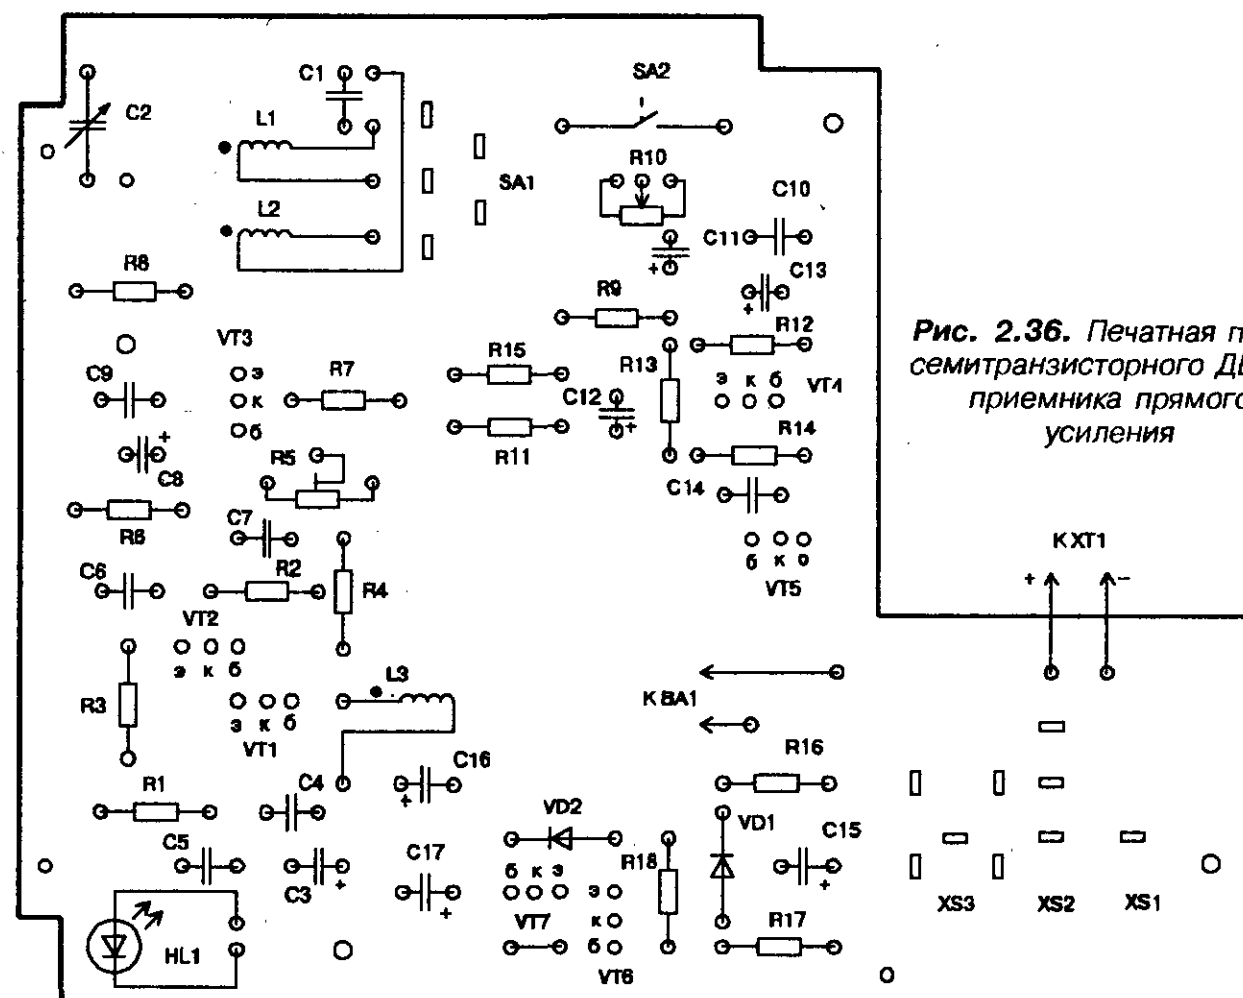 C1
SA2
C2
L1
R10
SA1
C10
L2
C11
R8
C13
+
+
R9
R12
Рис. 2.36. Печатная п
семитранзисторного ДВ
приемника прямого
усиления
VT3
R15
R13
C9
э
R7
э к б
VT4
к
C12
+
б
+
R11
R14
C8
R5
C14
R6
C7
К XT1
б к э
C6
R2
R4
VT5
+
–
VT2
э к б
L3
R3
К BA1
э к б
VT1
C16
R16
R1
C4
+
VD2
VD1
C15
C5
C17
б к э
R18
C3
+
э
+
+
VT7
к
XS3
XS2
XS1
HL1
б
R17
VT6